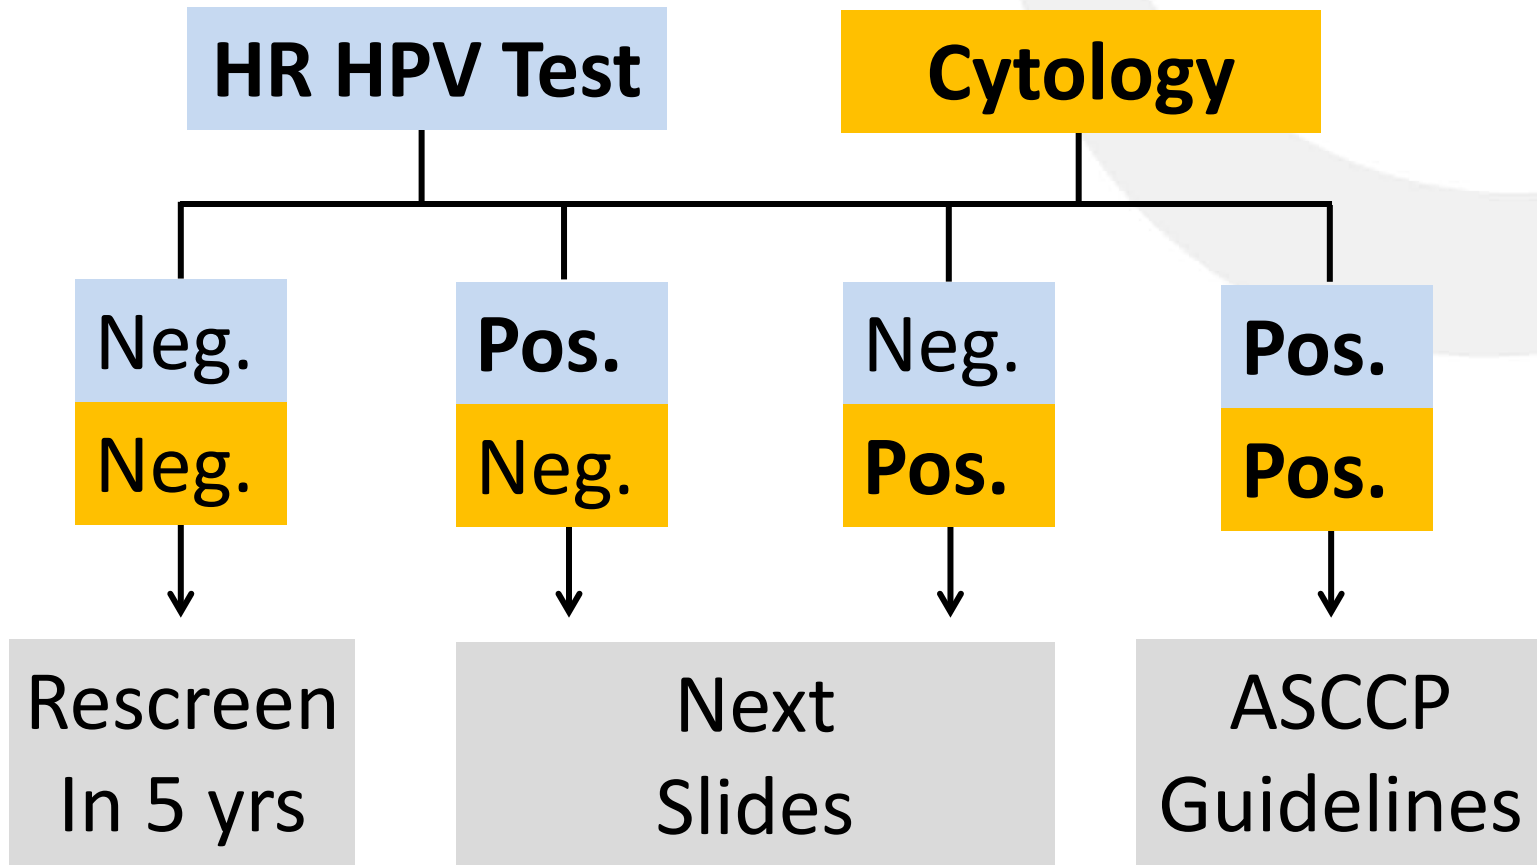 HR HPV Test
Cytology
Neg.
Pos.
Neg.
Pos.
Neg.
Neg.
Pos.
Pos.
Rescreen
In 5 yrs
Next
Slides
ASCCP
Guidelines